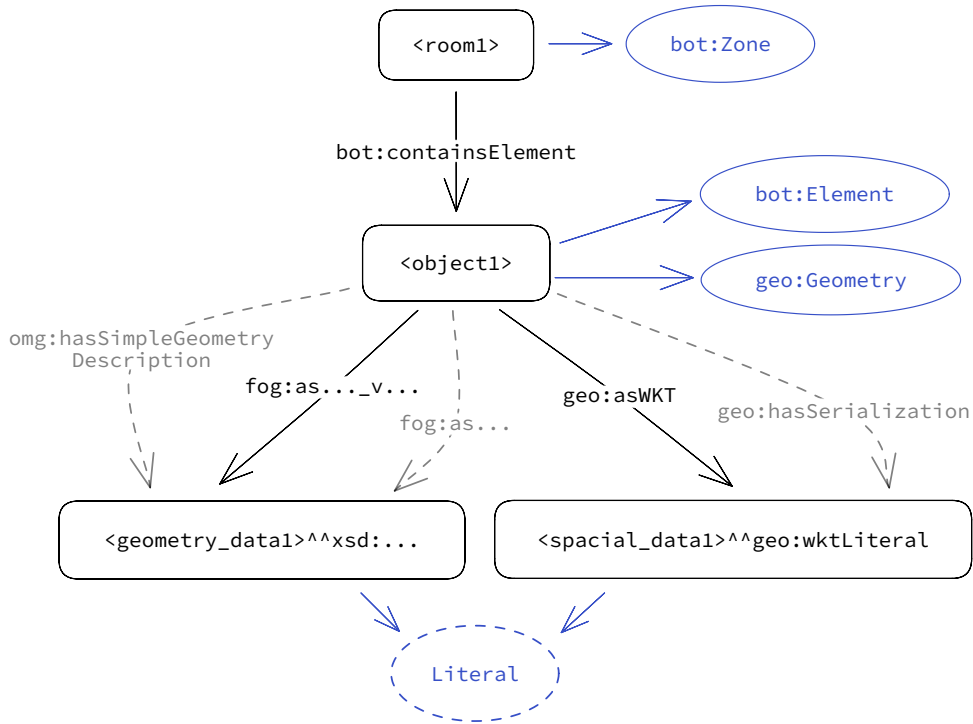 <room1>
bot:Zone
bot:containsElement
bot:Element
<object1>
geo:Geometry
omg:hasSimpleGeometry
Description
fog:as..._v...
geo:asWKT
fog:as...
geo:hasSerialization
<geometry_data1>^^xsd:...
<spacial_data1>^^geo:wktLiteral
Literal